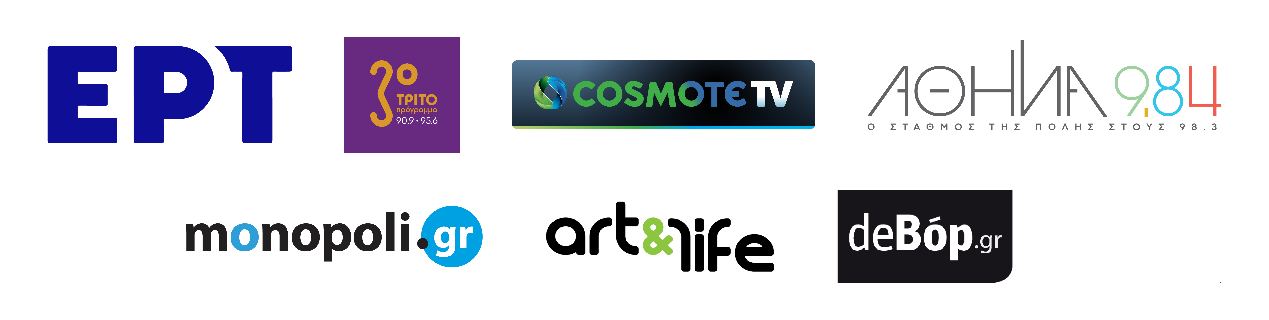 ΕΡΤ
3ο
ΤΡΙΤΟ
πρόγραμμα
90.9 · 95.6
COSMOTE TV
ΑΘΗΝΑ 9,84
Ο ΣΤΑΘΜΟΣ ΤΗΣ ΠΟΛΗΣ ΣΤΟΥΣ 98.3
monopoli.gr
art&life
deBόp.gr